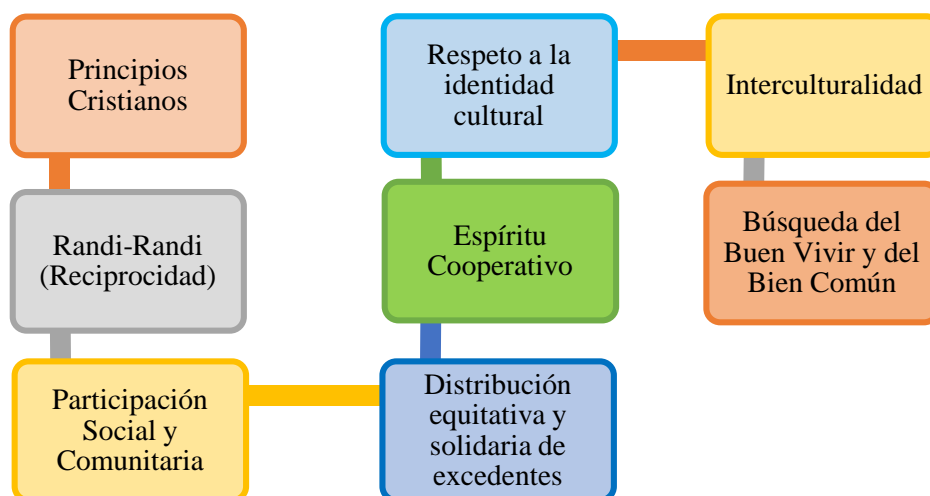 Principios
Cristianos
Randi-Randi
(Reciprocidad)
Participación
Social y
Comunitaria
Distribución
equitativa y
solidaria de
excedentes
Espíritu
Cooperativo
Respeto a la
identidad
cultural
Interculturalidad
Búsqueda del
Buen Vivir y del
Bien Común